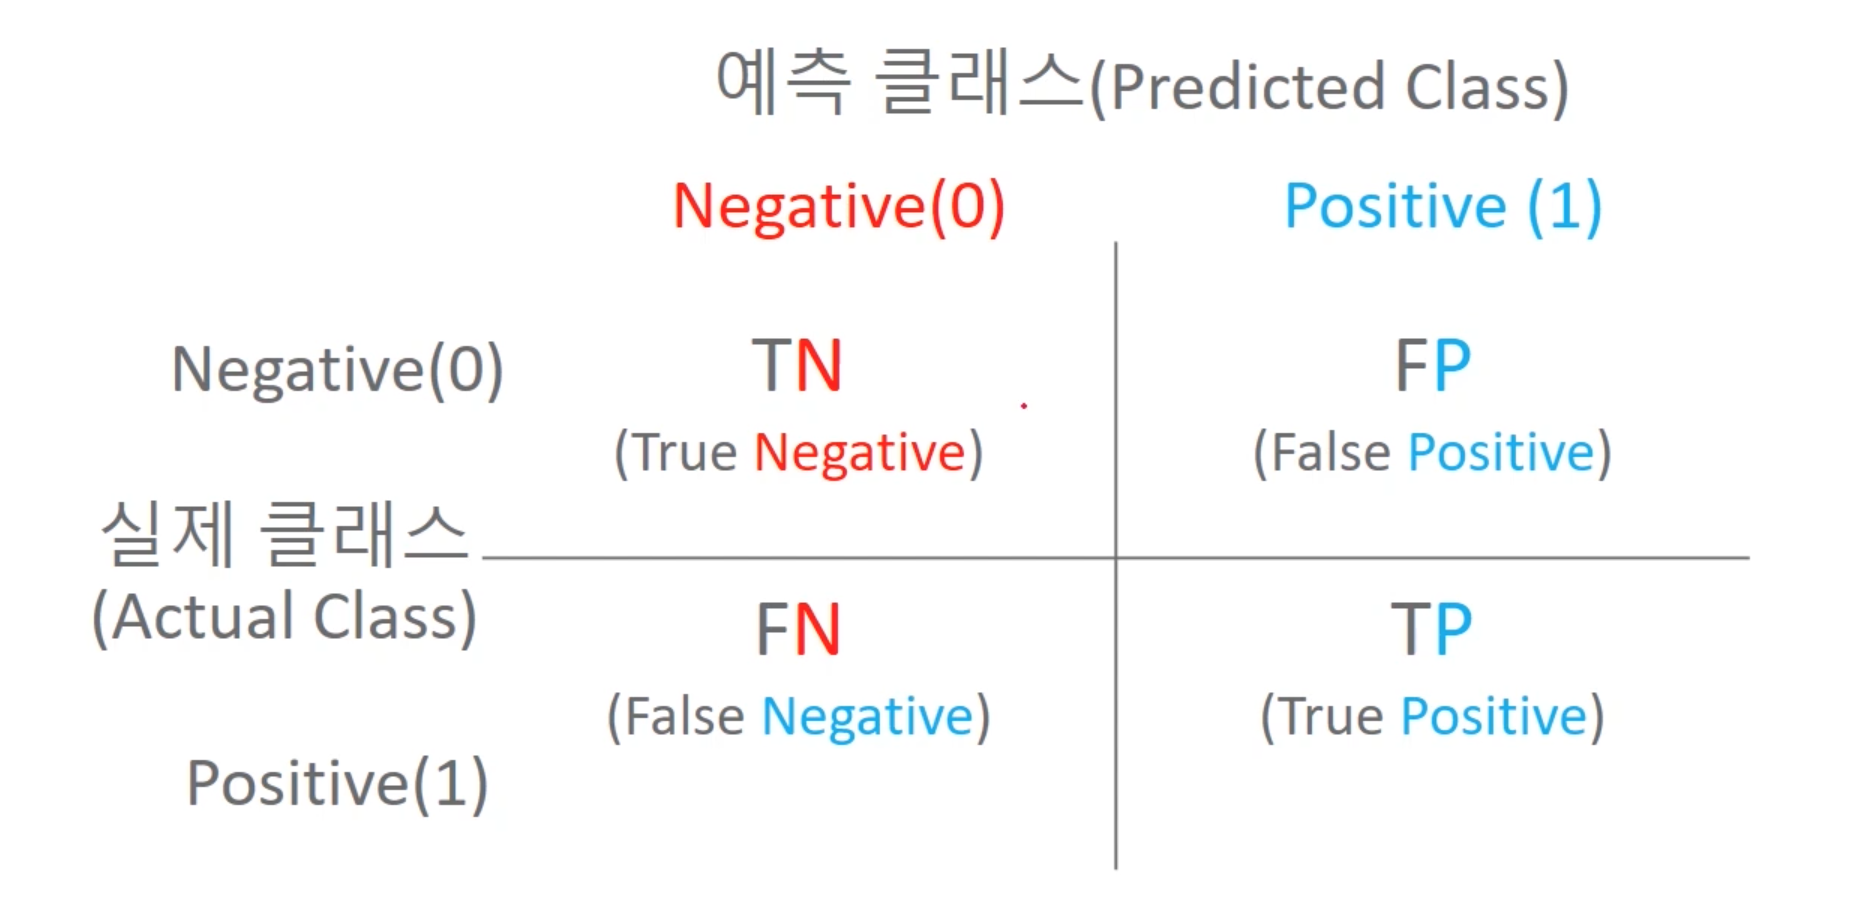 예측 클래스(Predicted Class)
Negative(0) Positive (1)
Negative(0) TN FP
(True Negative) (False Positive)
실제 클래스
(Actual Class)
FN TP
(False Negative) (True Positive)
Positive(1)